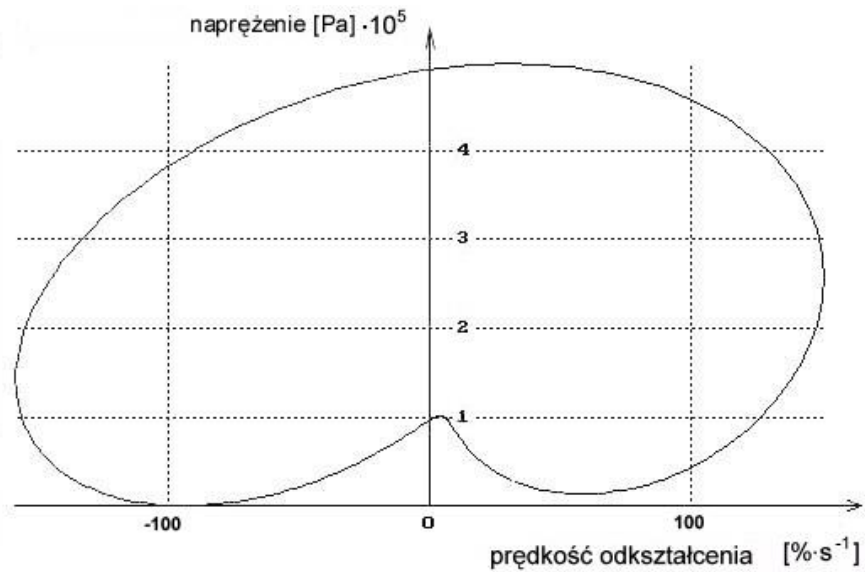 naprężenie [Pa] ·10⁵
4
3
2
1
-100 0 100
prędkość odkształcenia [%·s⁻¹]